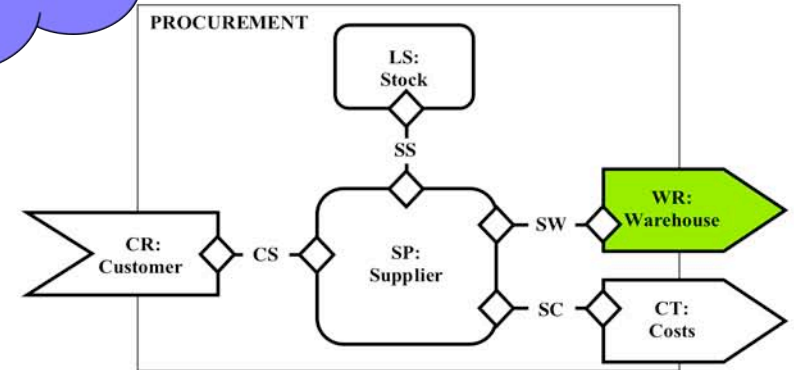 PROCUREMENT
LS:
Stock
SS
CR:
Customer
CS
SP:
Supplier
SW
WR:
Warehouse
SC
CT:
Costs